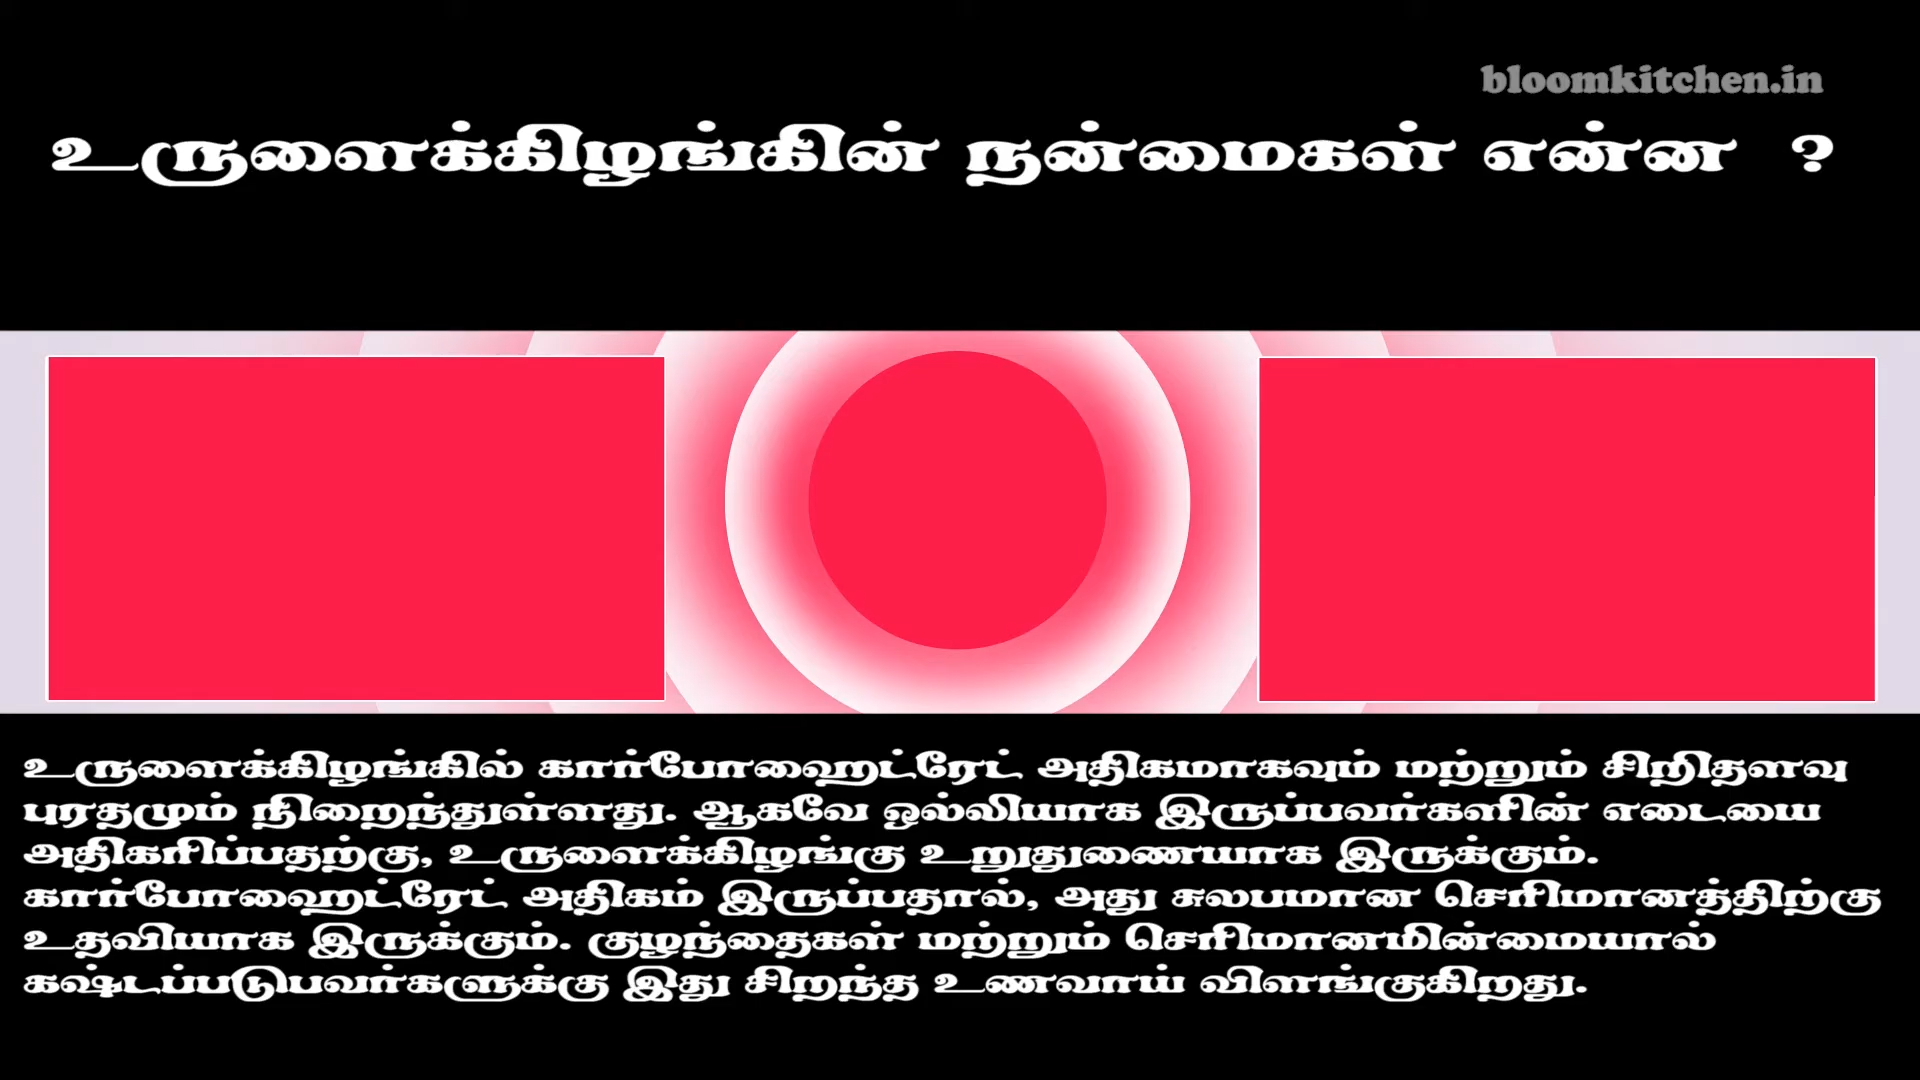 bloomkitchen.in
உருளைக்கிழங்கின் நன்மைகள் என்ன ?
உருளைக்கிழங்கில் கார்போஹைட்ரேட் அதிகமாகவும் மற்றும் சிறிதளவு
புரதமும் நிறைந்துள்ளது. ஆகவே ஒல்லியாக இருப்பவர்களின் எடையை
அதிகரிப்பதற்கு, உருளைக்கிழங்கு உறுதுணையாக இருக்கும்.
கார்போஹைட்ரேட் அதிகம் இருப்பதால், அது சுலபமான செரிமானத்திற்கு
உதவியாக இருக்கும். குழந்தைகள் மற்றும் செரிமானமின்மையால்
கஷ்டப்படுபவர்களுக்கு இது சிறந்த உணவாய் விளங்குகிறது.